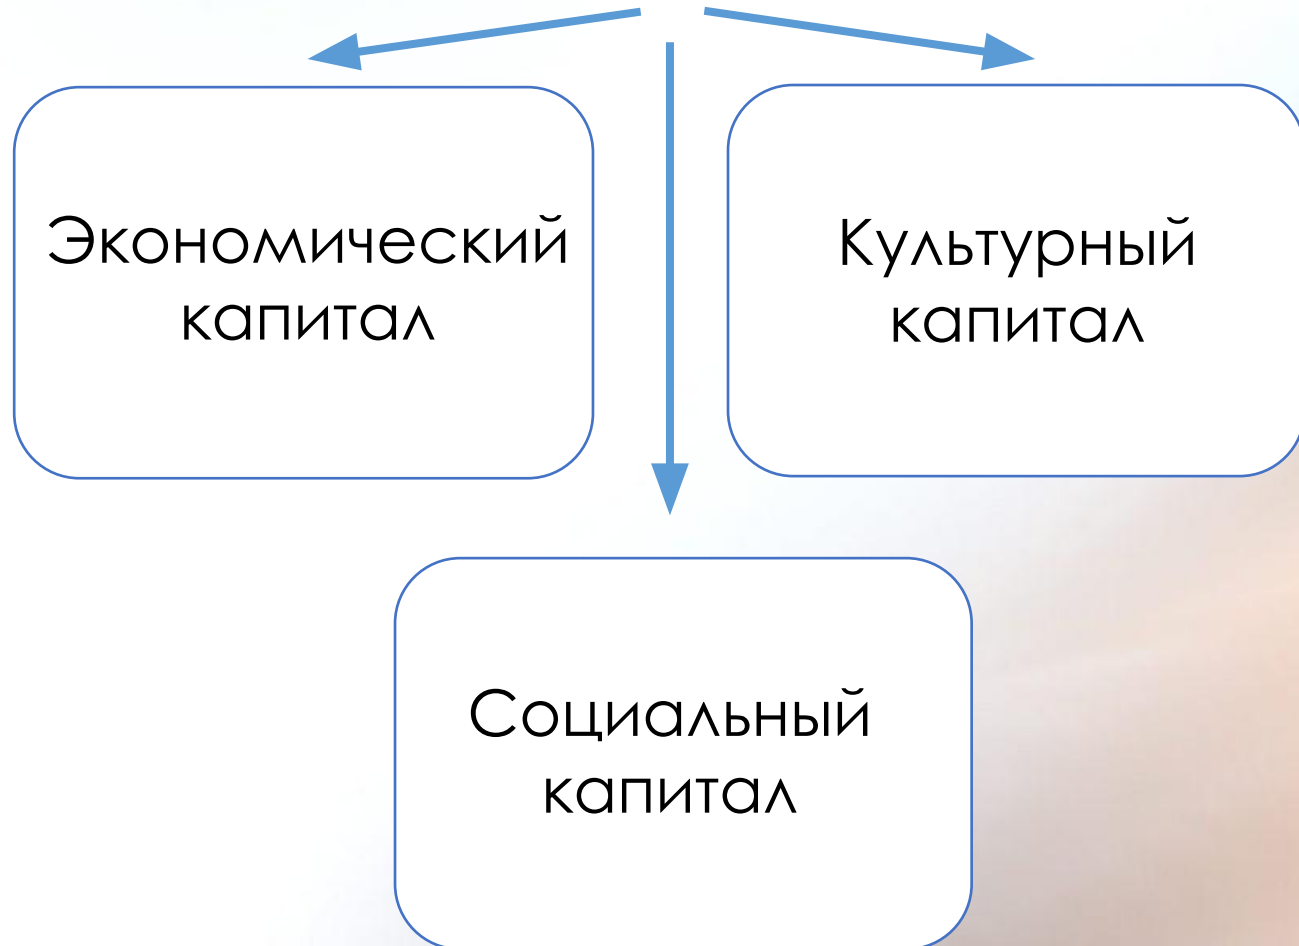 Экономический
капитал
Культурный
капитал
Социальный
капитал